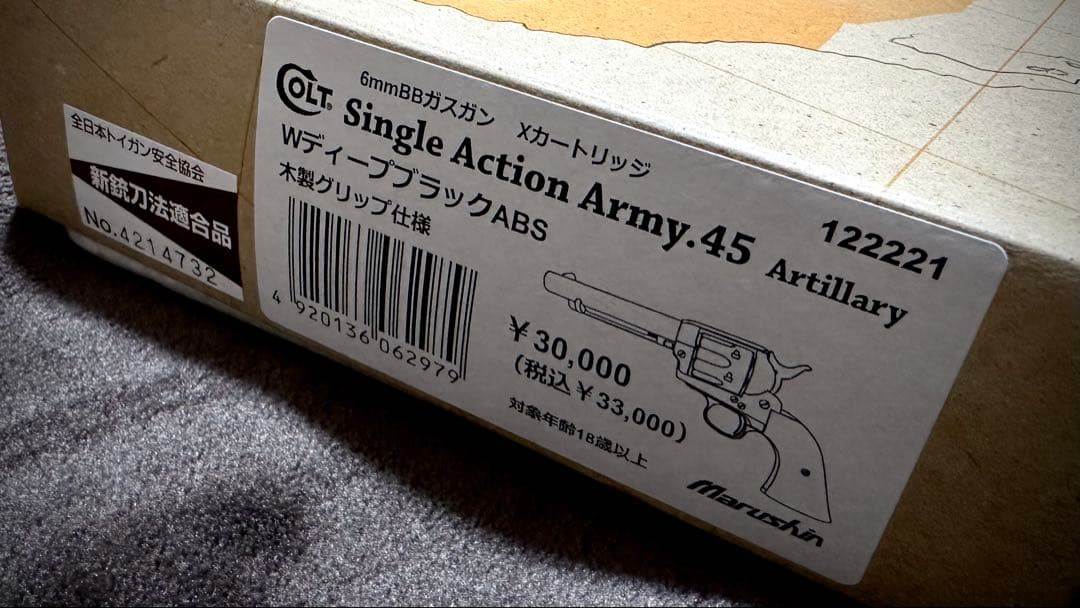 全日本トイガン安全協会
新銃刀法適合品
No.4214732
COLT®
6mmBBガスガン Xカートリッジ
Single Action Army.45 Artillary
WディープブラックABS
木製グリップ仕様
122221
4 920136 062979
¥30,000
(税込¥33,000)
対象年齢18歳以上
Marushin